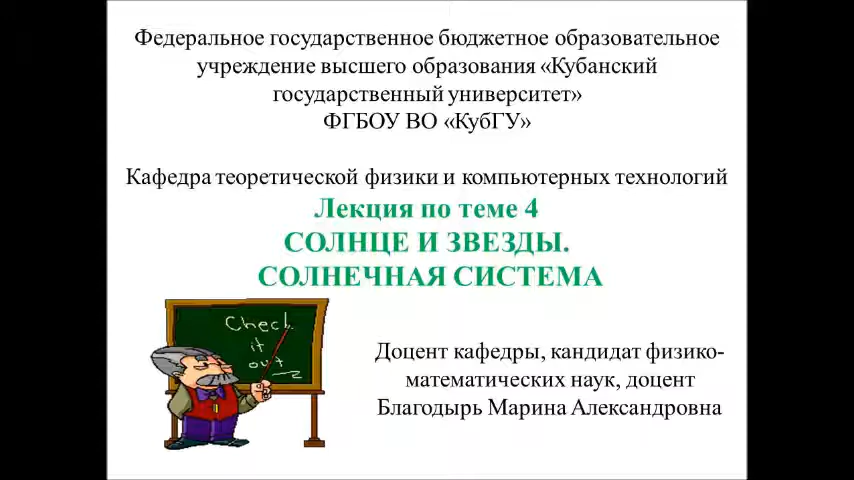 Федеральное государственное бюджетное образовательное
учреждение высшего образования «Кубанский
государственный университет»
ФГБОУ ВО «КубГУ»
Кафедра теоретической физики и компьютерных технологий
Лекция по теме 4
СОЛНЦЕ И ЗВЕЗДЫ.
СОЛНЕЧНАЯ СИСТЕМА
Check
it
out
Доцент кафедры, кандидат физико-
математических наук, доцент
Благодырь Марина Александровна